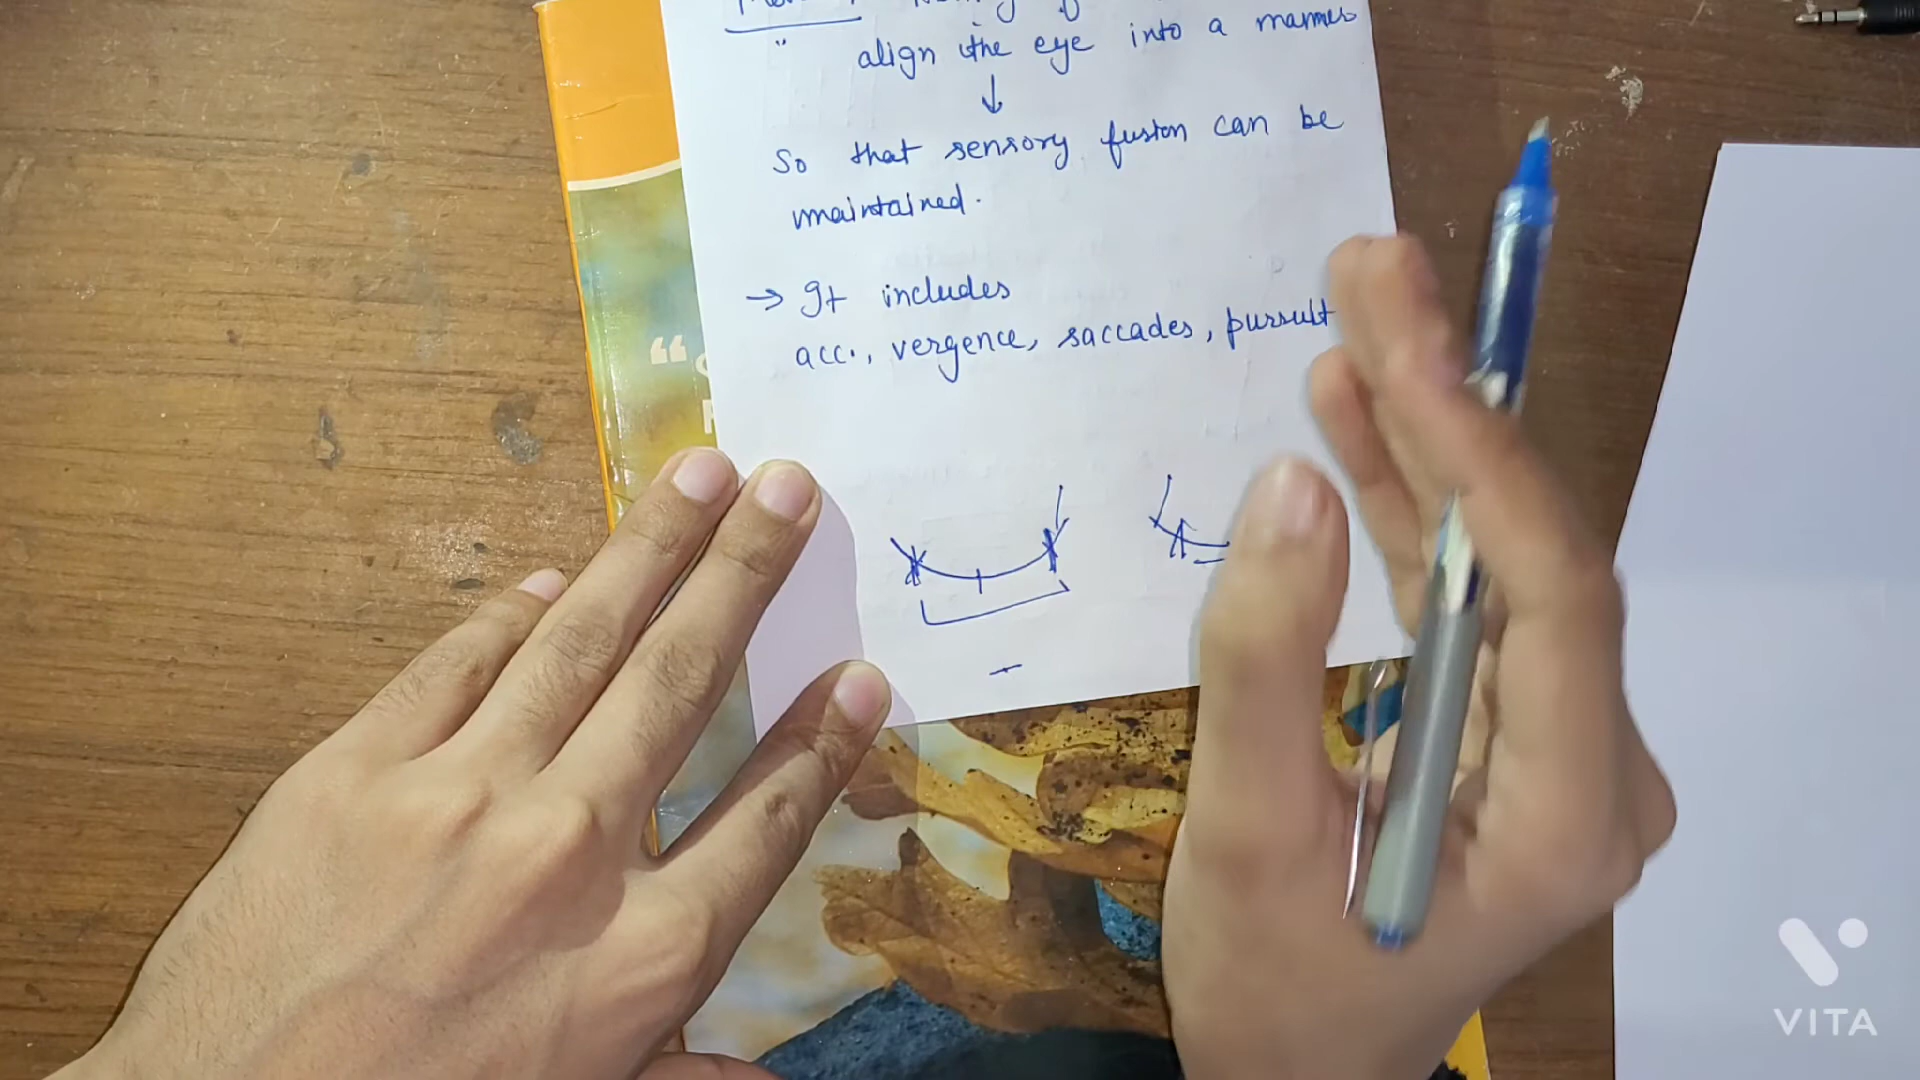 align the eye into a manner
↓
So that sensory fusion can be
maintained.
→ It includes
acc., vergence, saccades, pursuit
VITA